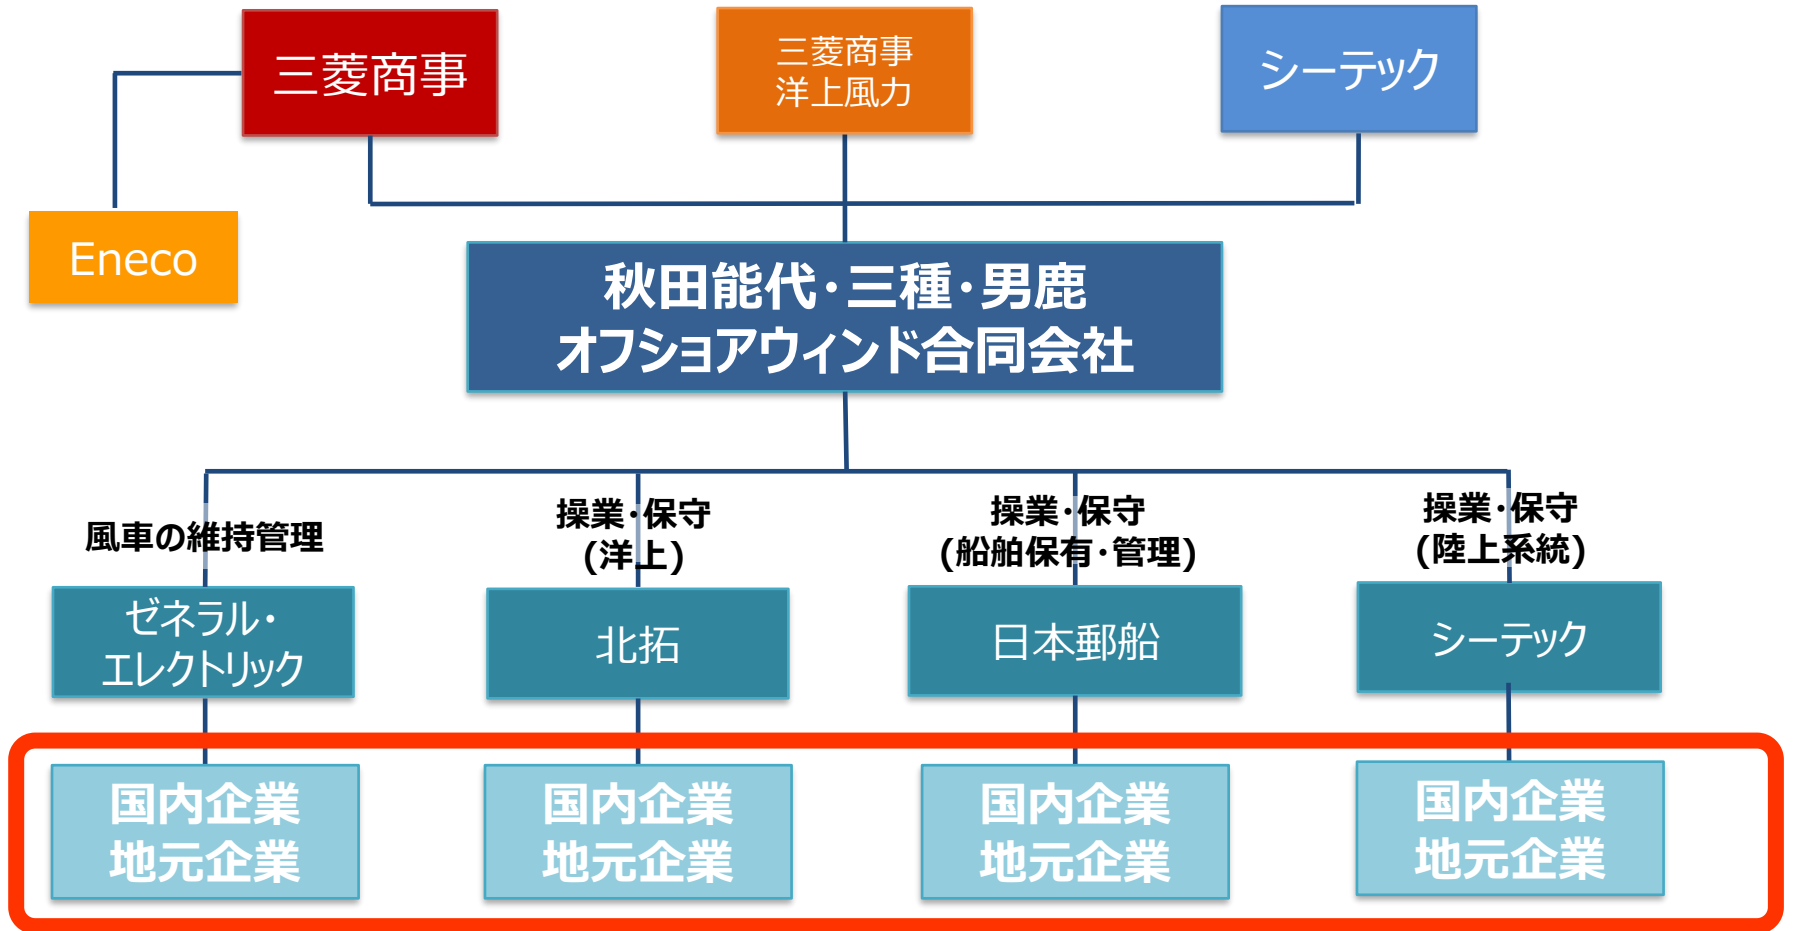 三菱商事
三菱商事
洋上風力
シーテック
Eneco
秋田能代・三種・男鹿
オフショアウィンド合同会社
風車の維持管理
操業・保守
(洋上)
操業・保守
(船舶保有・管理)
操業・保守
(陸上系統)
ゼネラル・
エレクトリック
北拓
日本郵船
シーテック
国内企業
地元企業
国内企業
地元企業
国内企業
地元企業
国内企業
地元企業